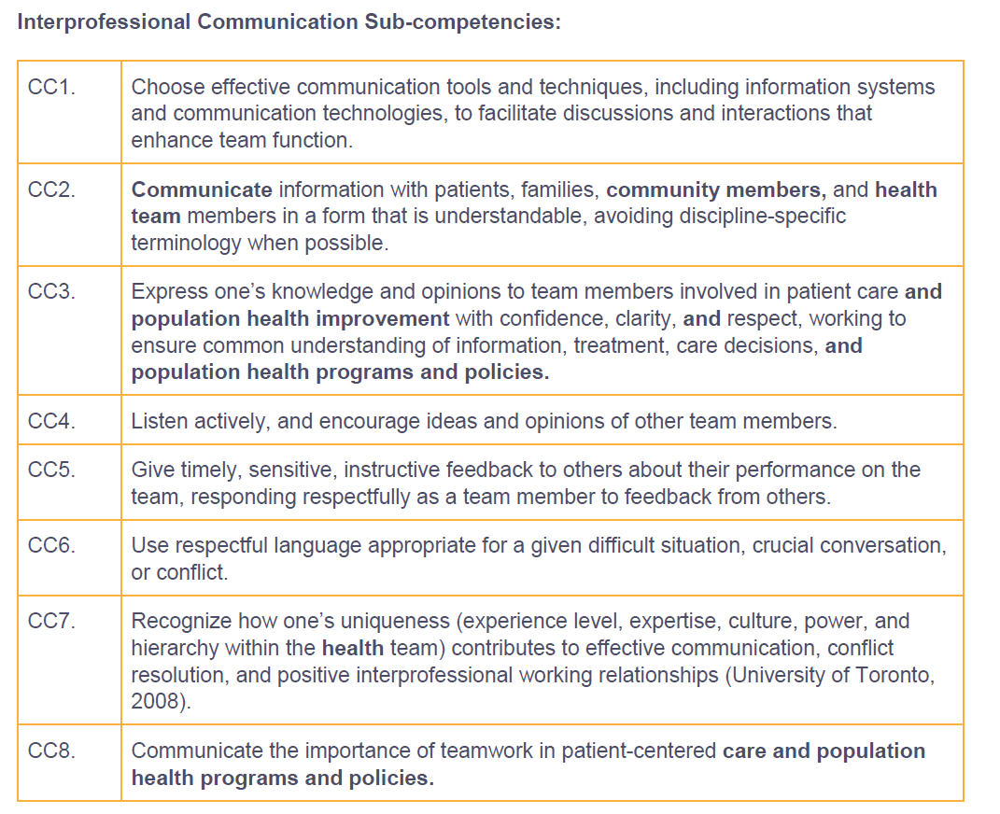 Interprofessional Communication Sub-competencies:
CC1.
Choose effective communication tools and techniques, including information systems
and communication technologies, to facilitate discussions and interactions that
enhance team function.
CC2.
Communicate information with patients, families, community members, and health
team members in a form that is understandable, avoiding discipline-specific
terminology when possible.
CC3.
Express one’s knowledge and opinions to team members involved in patient care and
population health improvement with confidence, clarity, and respect, working to
ensure common understanding of information, treatment, care decisions, and
population health programs and policies.
CC4.
Listen actively, and encourage ideas and opinions of other team members.
CC5.
Give timely, sensitive, instructive feedback to others about their performance on the
team, responding respectfully as a team member to feedback from others.
CC6.
Use respectful language appropriate for a given difficult situation, crucial conversation,
or conflict.
CC7.
Recognize how one’s uniqueness (experience level, expertise, culture, power, and
hierarchy within the health team) contributes to effective communication, conflict
resolution, and positive interprofessional working relationships (University of Toronto,
2008).
CC8.
Communicate the importance of teamwork in patient-centered care and population
health programs and policies.